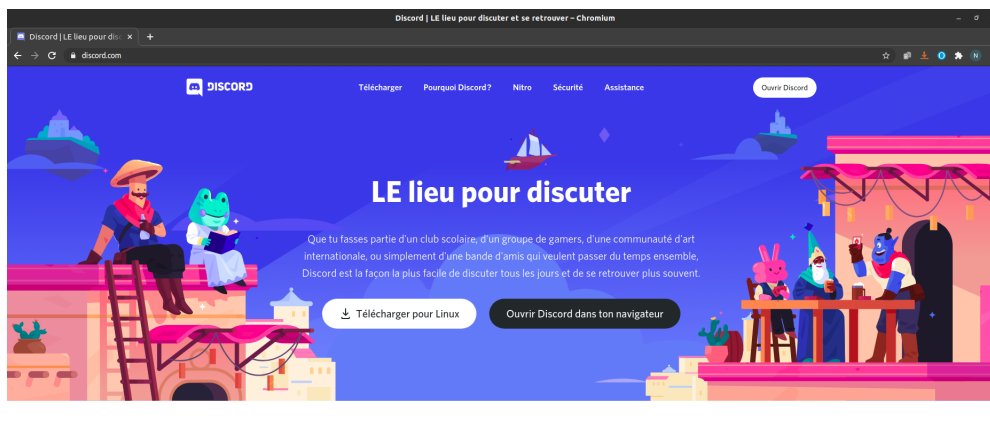 Discord | LE lieu pour discuter et se retrouver – Chromium
Discord | LE lieu pour disc
discord.com
N
DISCORD
Télécharger
Pourquoi Discord ?
Nitro
Sécurité
Assistance
Ouvrir Discord
LE lieu pour discuter
Que tu fasses partie d'un club scolaire, d'un groupe de gamers, d'une communauté d'art
internationale, ou simplement d'une bande d'amis qui veulent passer du temps ensemble,
Discord est la façon la plus facile de discuter tous les jours et de se retrouver plus souvent.
Télécharger pour Linux
Ouvrir Discord dans ton navigateur